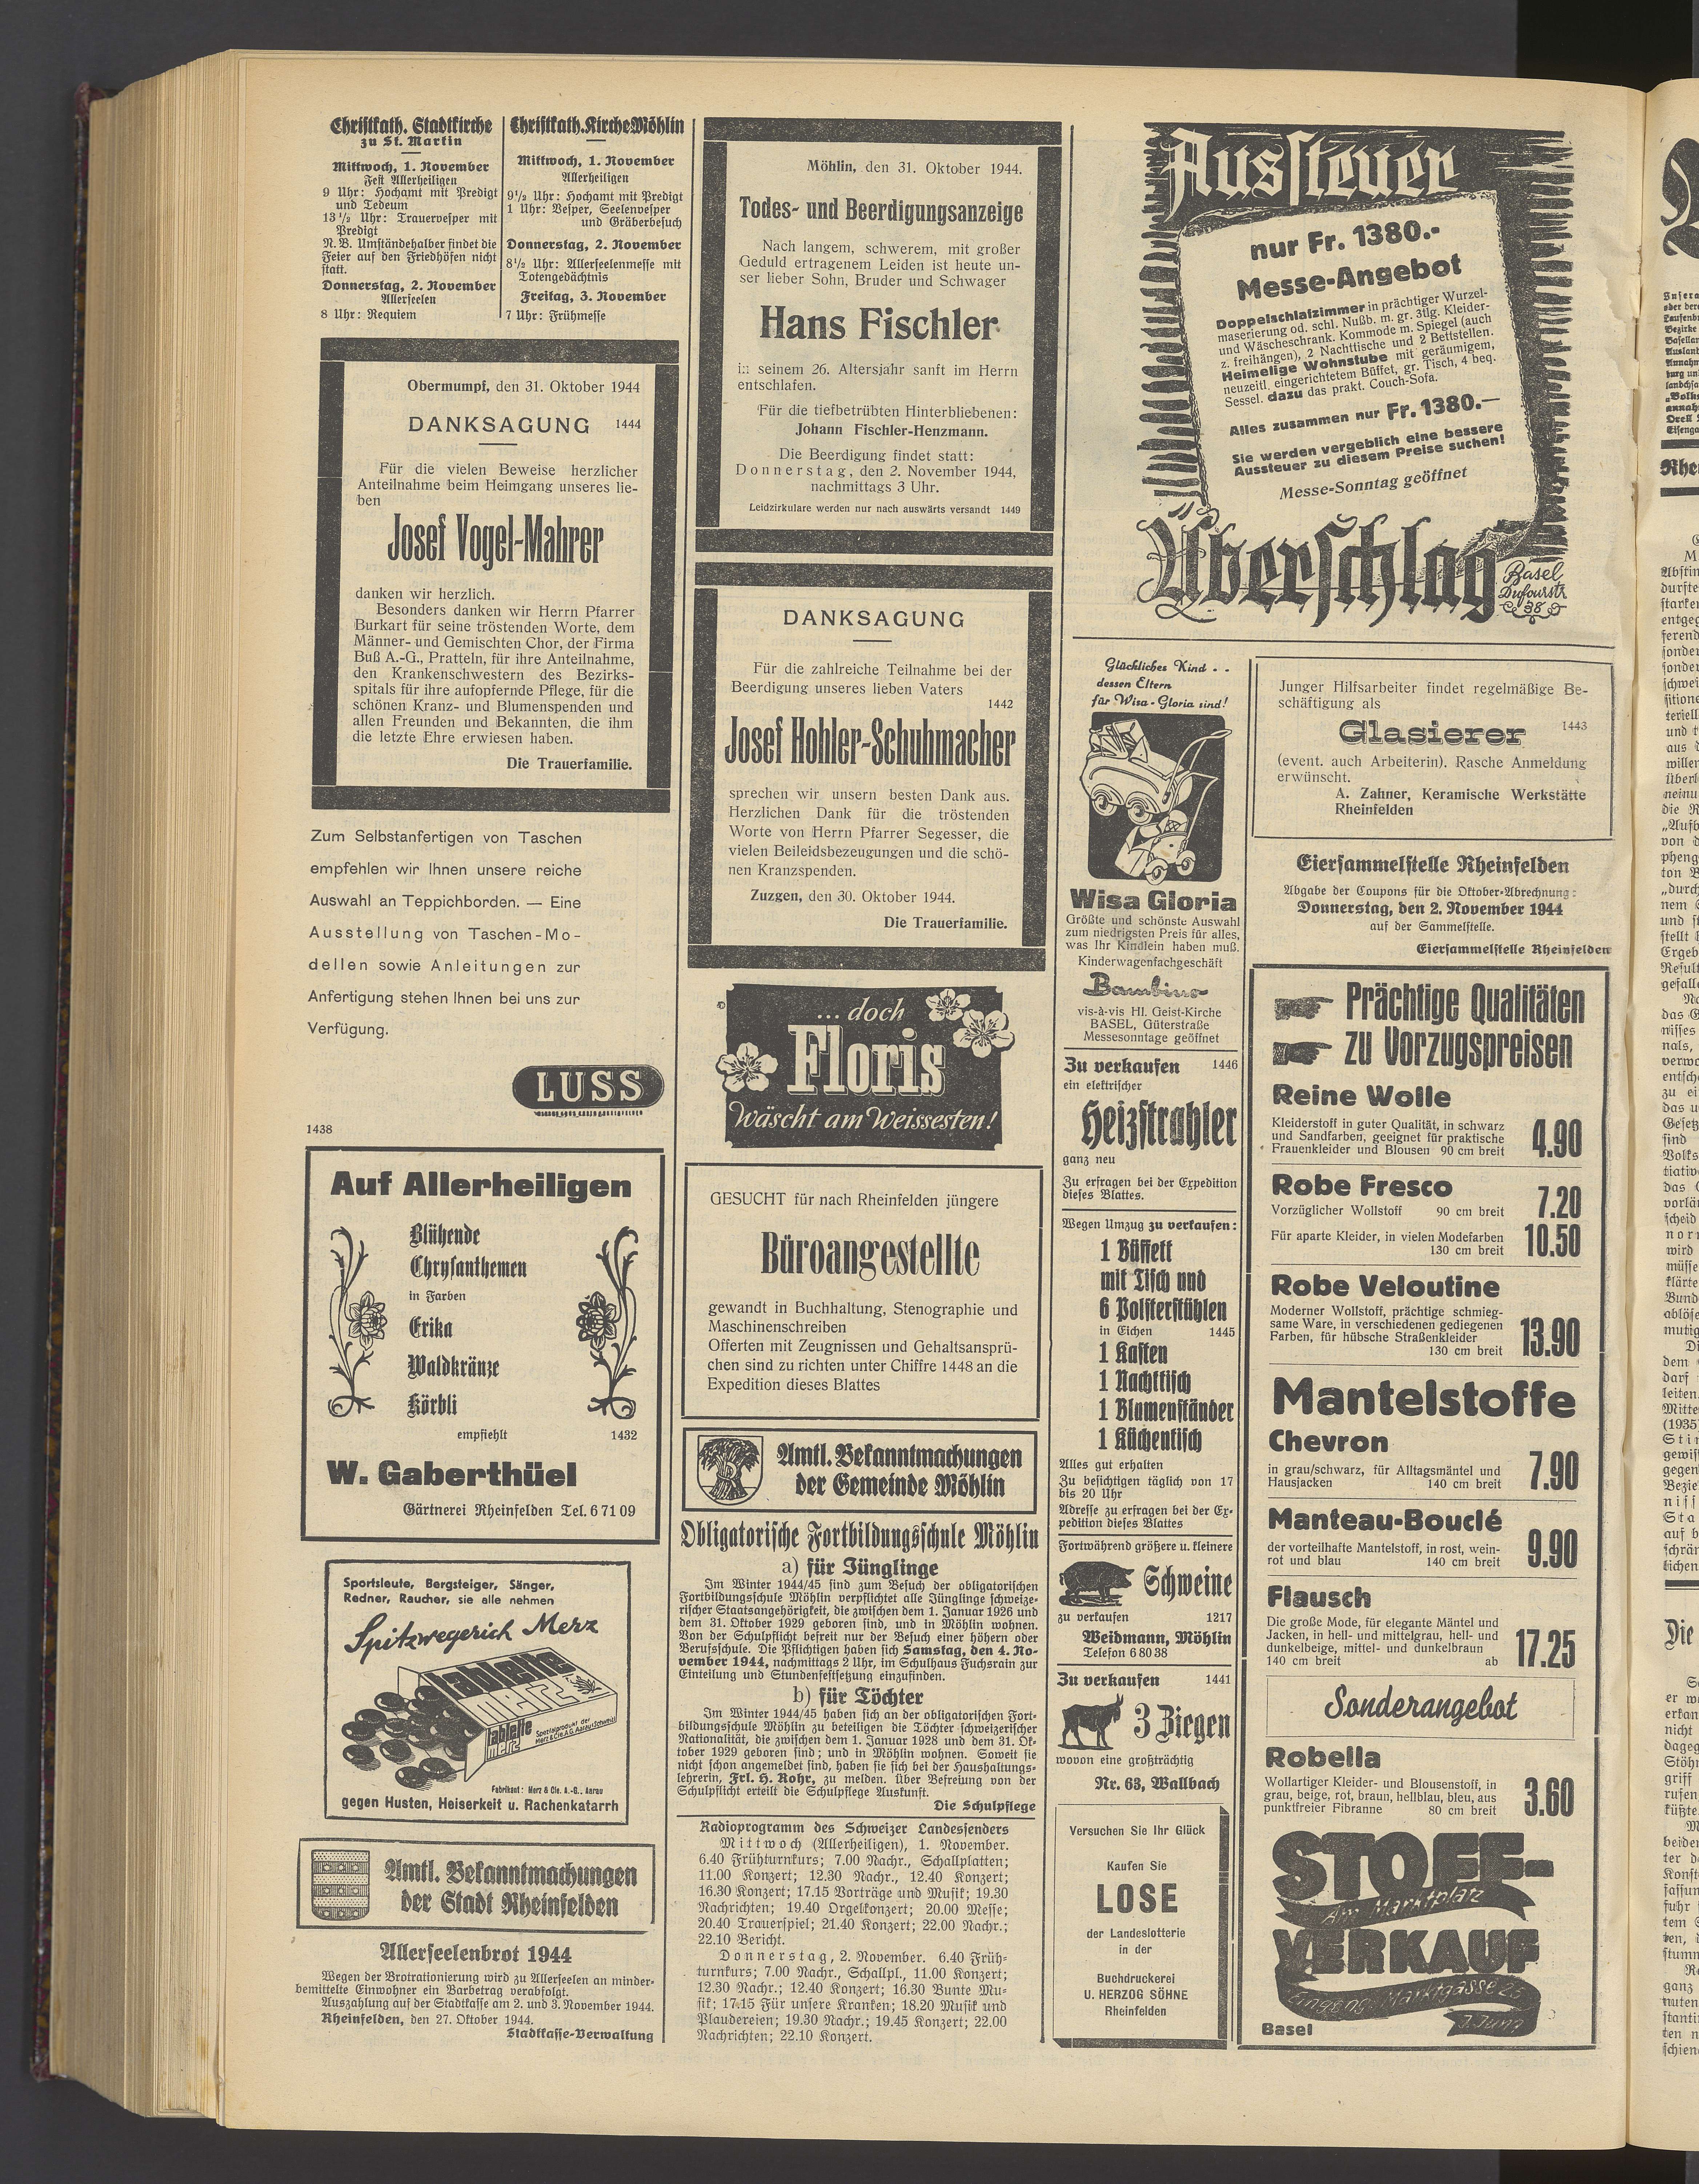 Christkath. Stadtkirche
zu St. Martin
Mittwoch, 1. November
Fest Allerheiligen
9 Uhr: Hochamt mit Predigt
und Tedeum
13 1/2 Uhr: Trauervesper mit
Predigt
N. B. Umständehalber findet die
Feier auf den Friedhöfen nicht
statt.
Donnerstag, 2. November
Allerseelen
8 Uhr: Requiem
Christkath. Kirche Möhlin
Mittwoch, 1. November
Allerheiligen
9 1/2 Uhr: Hochamt mit Predigt
1 Uhr: Vesper, Seelenvesper
und Gräberbesuch
Donnerstag, 2. November
8 1/2 Uhr: Allerseelenmesse mit
Totengedächtnis
Freitag, 3. November
7 Uhr: Frühmesse
Obermumpf, den 31. Oktober 1944
DANKSAGUNG 1444
Für die vielen Beweise herzlicher
Anteilnahme beim Heimgang unseres lie-
ben
Josef Vogel-Mahrer
danken wir herzlich.
Besonders danken wir Herrn Pfarrer
Burkart für seine tröstenden Worte, dem
Männer- und Gemischten Chor, der Firma
Buß A.-G., Pratteln, für ihre Anteilnahme,
den Krankenschwestern des Bezirks-
spitals für ihre aufopfernde Pflege, für die
schönen Kranz- und Blumenspenden und
allen Freunden und Bekannten, die ihm
die letzte Ehre erwiesen haben.
Die Trauerfamilie.
Zum Selbstanfertigen von Taschen
empfehlen wir Ihnen unsere reiche
Auswahl an Teppichborden. — Eine
Ausstellung von Taschen-Mo-
dellen sowie Anleitungen zur
Anfertigung stehen Ihnen bei uns zur
Verfügung.
LUSS
1438
Auf Allerheiligen
Blühende
Chrysanthemen
in Farben
Erika
Waldkränze
Körbli
empfiehlt 1432
W. Gaberthüel
Gärtnerei Rheinfelden Tel. 6 71 09
Sportsleute, Bergsteiger, Sänger,
Redner, Raucher, sie alle nehmen
Spitzwegerich Merz
tablette
merz
tablette
merz
Spezialprodukt der
Merz & Cie A.G. Aarau Schweiz
Fabrikant: Merz & Cie. A.-G., Aarau
gegen Husten, Heiserkeit u. Rachenkatarrh
Amtl. Bekanntmachungen
der Stadt Rheinfelden
Allerseelenbrot 1944
Wegen der Brotrationierung wird zu Allerseelen an minder-
bemittelte Einwohner ein Barbetrag verabfolgt.
Auszahlung auf der Stadtkasse am 2. und 3. November 1944.
Rheinfelden, den 27. Oktober 1944.
Stadtkasse-Verwaltung
Möhlin, den 31. Oktober 1944.
Todes- und Beerdigungsanzeige
Nach langem, schwerem, mit großer
Geduld ertragenem Leiden ist heute un-
ser lieber Sohn, Bruder und Schwager
Hans Fischler
in seinem 26. Altersjahr sanft im Herrn
entschlafen.
Für die tiefbetrübten Hinterbliebenen:
Johann Fischler-Henzmann.
Die Beerdigung findet statt:
Donnerstag, den 2. November 1944,
nachmittags 3 Uhr.
Leidzirkulare werden nur nach auswärts versandt 1449
DANKSAGUNG
Für die zahlreiche Teilnahme bei der
Beerdigung unseres lieben Vaters
1442
Josef Hohler-Schuhmacher
sprechen wir unsern besten Dank aus.
Herzlichen Dank für die tröstenden
Worte von Herrn Pfarrer Segesser, die
vielen Beileidsbezeugungen und die schö-
nen Kranzspenden.
Zuzgen, den 30. Oktober 1944.
Die Trauerfamilie.
... doch
Floris
Wäscht am Weissesten!
GESUCHT für nach Rheinfelden jüngere
Büroangestellte
gewandt in Buchhaltung, Stenographie und
Maschinenschreiben
Offerten mit Zeugnissen und Gehaltsansprü-
chen sind zu richten unter Chiffre 1448 an die
Expedition dieses Blattes
Amtl. Bekanntmachungen
der Gemeinde Möhlin
Obligatorische Fortbildungsschule Möhlin
a) für Jünglinge
Im Winter 1944/45 sind zum Besuch der obligatorischen
Fortbildungsschule Möhlin verpflichtet alle Jünglinge schweize-
rischer Staatsangehörigkeit, die zwischen dem 1. Januar 1926 und
dem 31. Oktober 1929 geboren sind, und in Möhlin wohnen.
Von der Schulpflicht befreit nur der Besuch einer höhern oder
Berufsschule. Die Pflichtigen haben sich Samstag, den 4. No-
vember 1944, nachmittags 2 Uhr, im Schulhaus Fuchsrain zur
Einteilung und Stundenfestsetzung einzufinden.
b) für Töchter
Im Winter 1944/45 haben sich an der obligatorischen Fort-
bildungsschule Möhlin zu beteiligen die Töchter schweizerischer
Nationalität, die zwischen dem 1. Januar 1928 und dem 31. Ok-
tober 1929 geboren sind; und in Möhlin wohnen. Soweit sie
nicht schon angemeldet sind, haben sie sich bei der Haushaltungs-
lehrerin, Frl. H. Rohr, zu melden. Über Befreiung von der
Schulpflicht erteilt die Schulpflege Auskunft.
Die Schulpflege
Radioprogramm des Schweizer Landessenders
Mittwoch (Allerheiligen), 1. November.
6.40 Frühturnkurs; 7.00 Nachr., Schallplatten;
11.00 Konzert; 12.30 Nachr., 12.40 Konzert;
16.30 Konzert; 17.15 Vorträge und Musik; 19.30
Nachrichten; 19.40 Orgelkonzert; 20.00 Messe;
20.40 Trauerspiel; 21.40 Konzert; 22.00 Nachr.;
22.10 Bericht.
Donnerstag, 2. November. 6.40 Früh-
turnkurs; 7.00 Nachr., Schallpl., 11.00 Konzert;
12.30 Nachr.; 12.40 Konzert; 16.30 Bunte Mu-
sik; 17.15 Für unsere Kranken; 18.20 Musik und
Plaudereien; 19.30 Nachr.; 19.45 Konzert; 22.00
Nachrichten; 22.10 Konzert.
Aussteuer
nur Fr. 1380.-
Messe-Angebot
Doppelschlafzimmer in prächtiger Wurzel-
maserierung od. schl. Nußb. m. gr. 3tlg. Kleider-
und Wäscheschrank. Kommode m. Spiegel (auch
z. freihängen), 2 Nachttische und 2 Bettstellen.
Heimelige Wohnstube mit geräumigem,
neuzeitl. eingerichtetem Büffet, gr. Tisch, 4 beq.
Sessel. dazu das prakt. Couch-Sofa.
Alles zusammen nur Fr. 1380.—
Sie werden vergeblich eine bessere
Aussteuer zu diesem Preise suchen!
Messe-Sonntag geöffnet
Überschlag
Basel
Dufourstr.
38
Glückliches Kind . .
dessen Eltern
für Wisa-Gloria sind!
Wisa Gloria
Größte und schönste Auswahl
zum niedrigsten Preis für alles,
was Ihr Kindlein haben muß.
Kinderwagenfachgeschäft
Bambino
vis-à-vis Hl. Geist-Kirche
BASEL, Güterstraße
Messesonntage geöffnet
Zu verkaufen 1446
ein elektrischer
Heizstrahler
ganz neu
Zu erfragen bei der Expedition
dieses Blattes.
Wegen Umzug zu verkaufen:
1 Büffett
mit Tisch und
6 Polsterstühlen
in Eichen 1445
1 Kasten
1 Nachttisch
1 Blumenständer
1 Küchentisch
Alles gut erhalten
Zu besichtigen täglich von 17
bis 20 Uhr
Adresse zu erfragen bei der Ex-
pedition dieses Blattes
Fortwährend größere u. kleinere
Schweine
zu verkaufen 1217
Weidmann, Möhlin
Telefon 6 80 38
Zu verkaufen 1441
3 Ziegen
wovon eine großträchtig
Nr. 63, Wallbach
Versuchen Sie Ihr Glück
Kaufen Sie
LOSE
der Landeslotterie
in der
Buchdruckerei
U. HERZOG SÖHNE
Rheinfelden
Junger Hilfsarbeiter findet regelmäßige Be-
schäftigung als
Glasierer 1443
(event. auch Arbeiterin). Rasche Anmeldung
erwünscht.
A. Zahner, Keramische Werkstätte
Rheinfelden
Eiersammelstelle Rheinfelden
Abgabe der Coupons für die Oktober-Abrechnung:
Donnerstag, den 2. November 1944
auf der Sammelstelle.
Eiersammelstelle Rheinfelden
Prächtige Qualitäten
zu Vorzugspreisen
Reine Wolle
Kleiderstoff in guter Qualität, in schwarz
und Sandfarben, geeignet für praktische
Frauenkleider und Blousen 90 cm breit 4.90
Robe Fresco
Vorzüglicher Wollstoff 90 cm breit 7.20
Für aparte Kleider, in vielen Modefarben
130 cm breit 10.50
Robe Veloutine
Moderner Wollstoff, prächtige schmieg-
same Ware, in verschiedenen gediegenen
Farben, für hübsche Straßenkleider
130 cm breit 13.90
Mantelstoffe
Chevron
in grau/schwarz, für Alltagsmäntel und
Hausjacken 140 cm breit 7.90
Manteau-Bouclé
der vorteilhafte Mantelstoff, in rost, wein-
rot und blau 140 cm breit 9.90
Flausch
Die große Mode, für elegante Mäntel und
Jacken, in hell- und mittelgrau, hell- und
dunkelbeige, mittel- und dunkelbraun
140 cm breit ab 17.25
Sonderangebot
Robella
Wollartiger Kleider- und Blousenstoff, in
grau, beige, rot, braun, hellblau, bleu, aus
punktfreier Fibranne 80 cm breit 3.60
STOFF-
Am Marktplatz
VERKAUF
Eingang: Marktgasse 25
Basel